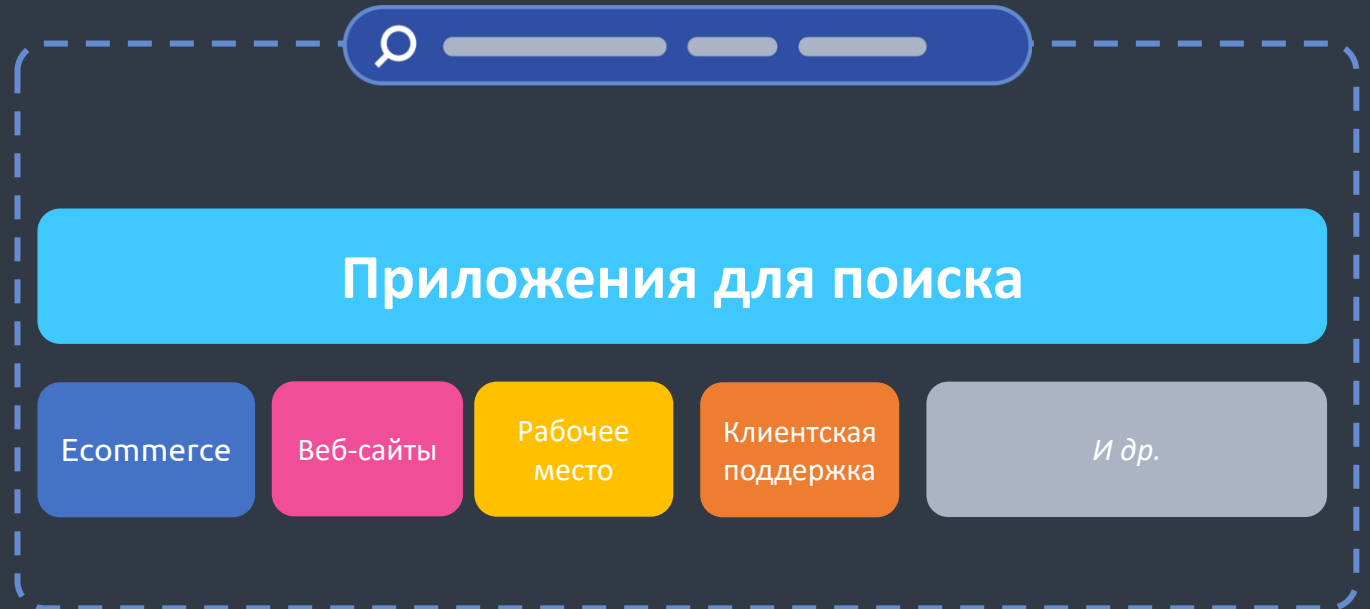 Приложения для поиска
Ecommerce
Веб-сайты
Рабочее
место
Клиентская
поддержка
И др.